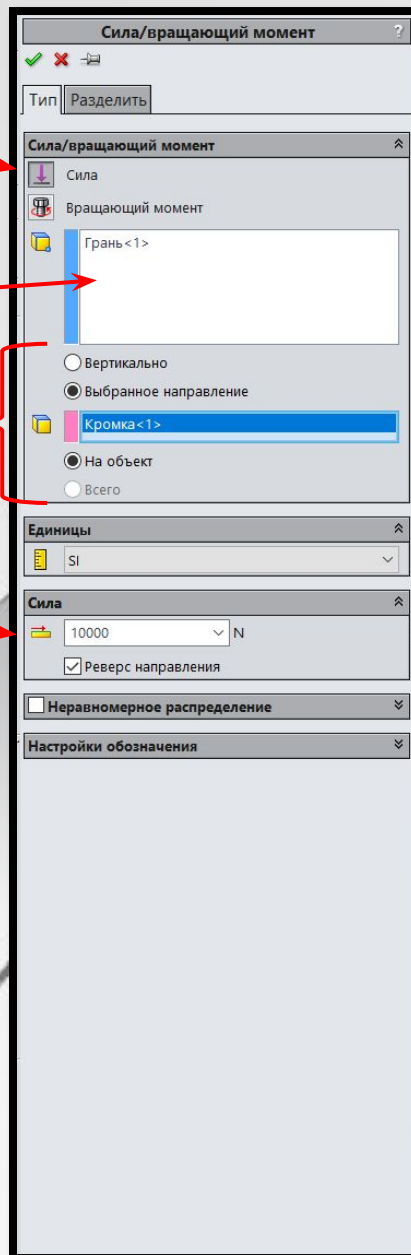 Сила/вращающий момент ?
Тип Разделить
Сила/вращающий момент
Сила
Вращающий момент
Грань<1>
Вертикально
Выбранное направление
Кромка<1>
На объект
Всего
Единицы
SI
Сила
10000 N
Реверс направления
Неравномерное распределение
Настройки обозначения